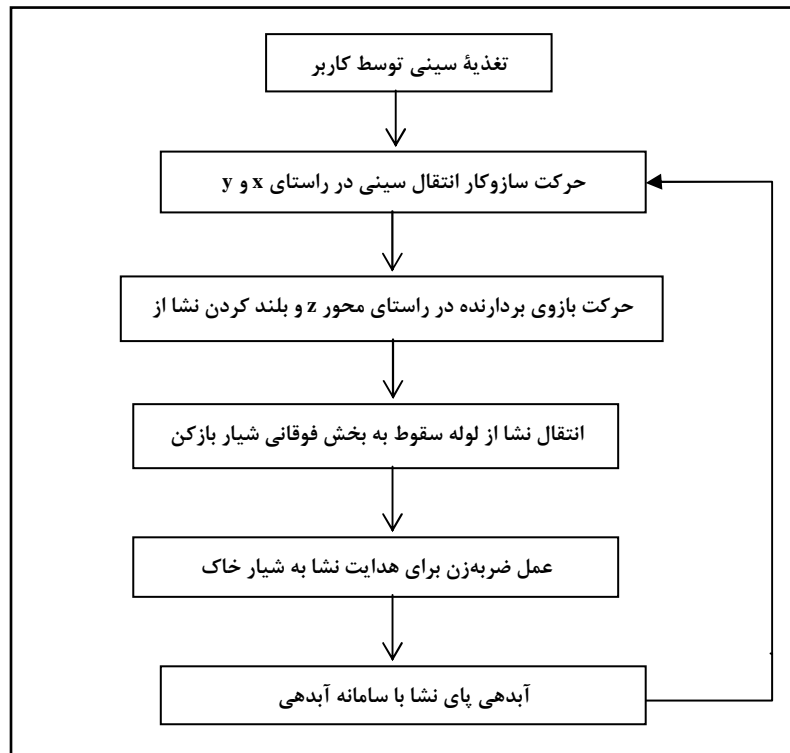 تغذیۀ سینی توسط کاربر
حرکت سازوکار انتقال سینی در راستای x و y
حرکت بازوی بردارنده در راستای محور z و بلند کردن نشا از
انتقال نشا از لوله سقوط به بخش فوقانی شیار بازکن
عمل ضربه‌زن برای هدایت نشا به شیار خاک
آبدهی پای نشا با سامانه آبدهی